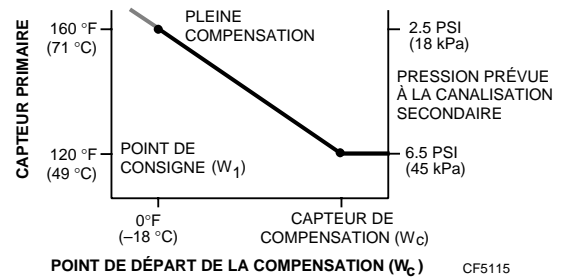 CAPTEUR PRIMAIRE
160 °F
(71 °C)
PLEINE
COMPENSATION
2.5 PSI
(18 kPa)
PRESSION PRÉVUE
À LA CANALISATION
SECONDAIRE
120 °F
(49 °C)
POINT DE
CONSIGNE (W1)
6.5 PSI
(45 kPa)
0°F
(–18 °C)
CAPTEUR DE
COMPENSATION (WC)
POINT DE DÉPART DE LA COMPENSATION (WC)
CF5115